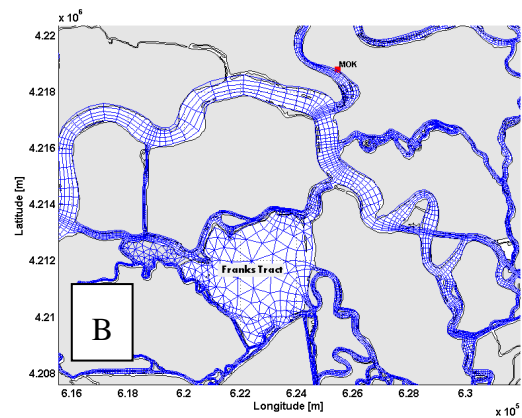 x 10⁶
4.22
4.218
4.216
4.214
4.212
4.21
4.208
Latitude [m]
MOK
Franks Tract
B
6.16 6.18 6.2 6.22 6.24 6.26 6.28 6.3
Longitude [m]
x 10⁵